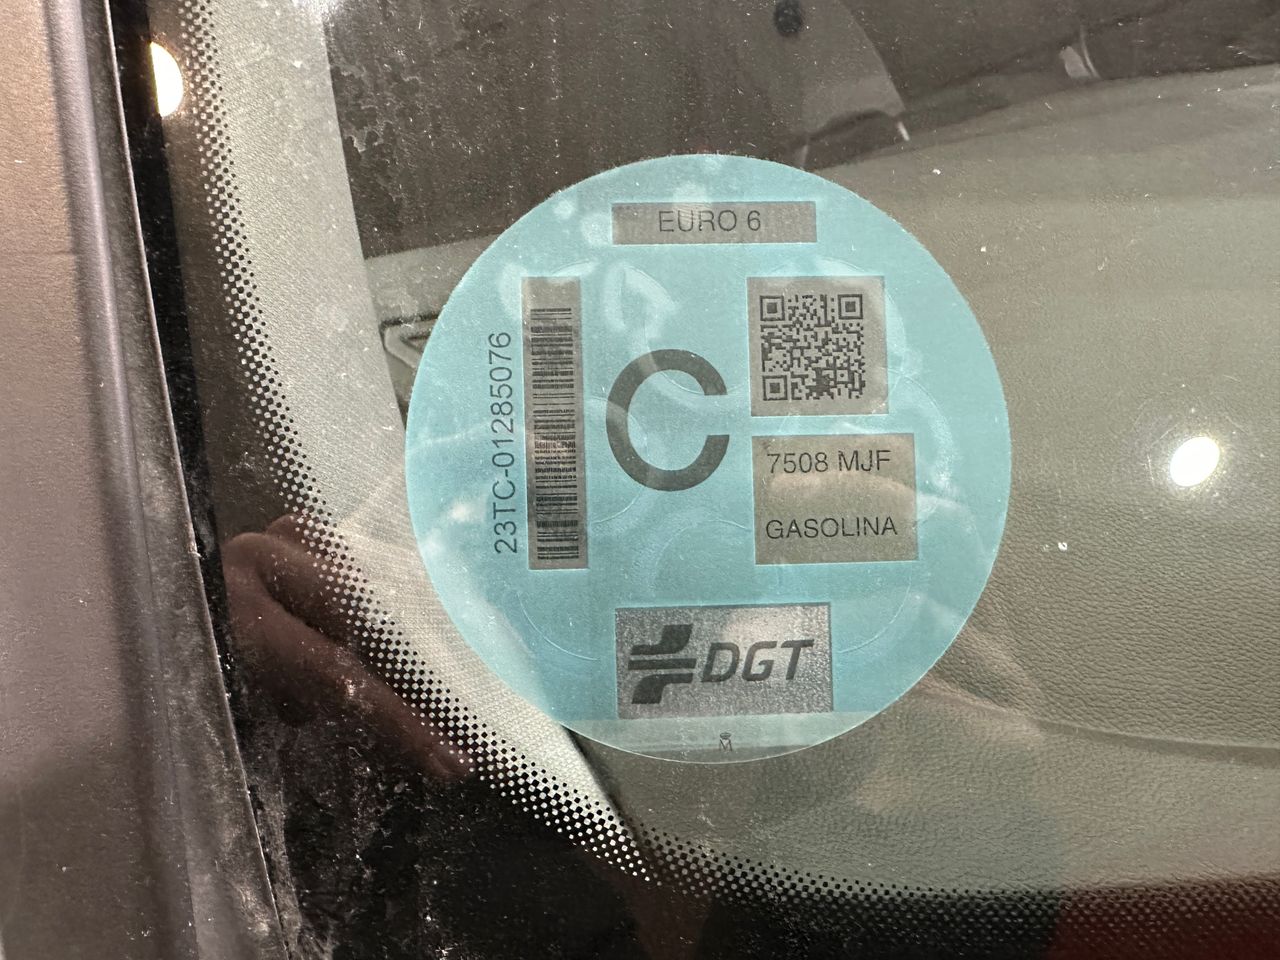 EURO 6
23TC-01285076
C
7508 MJF
GASOLINA
DGT